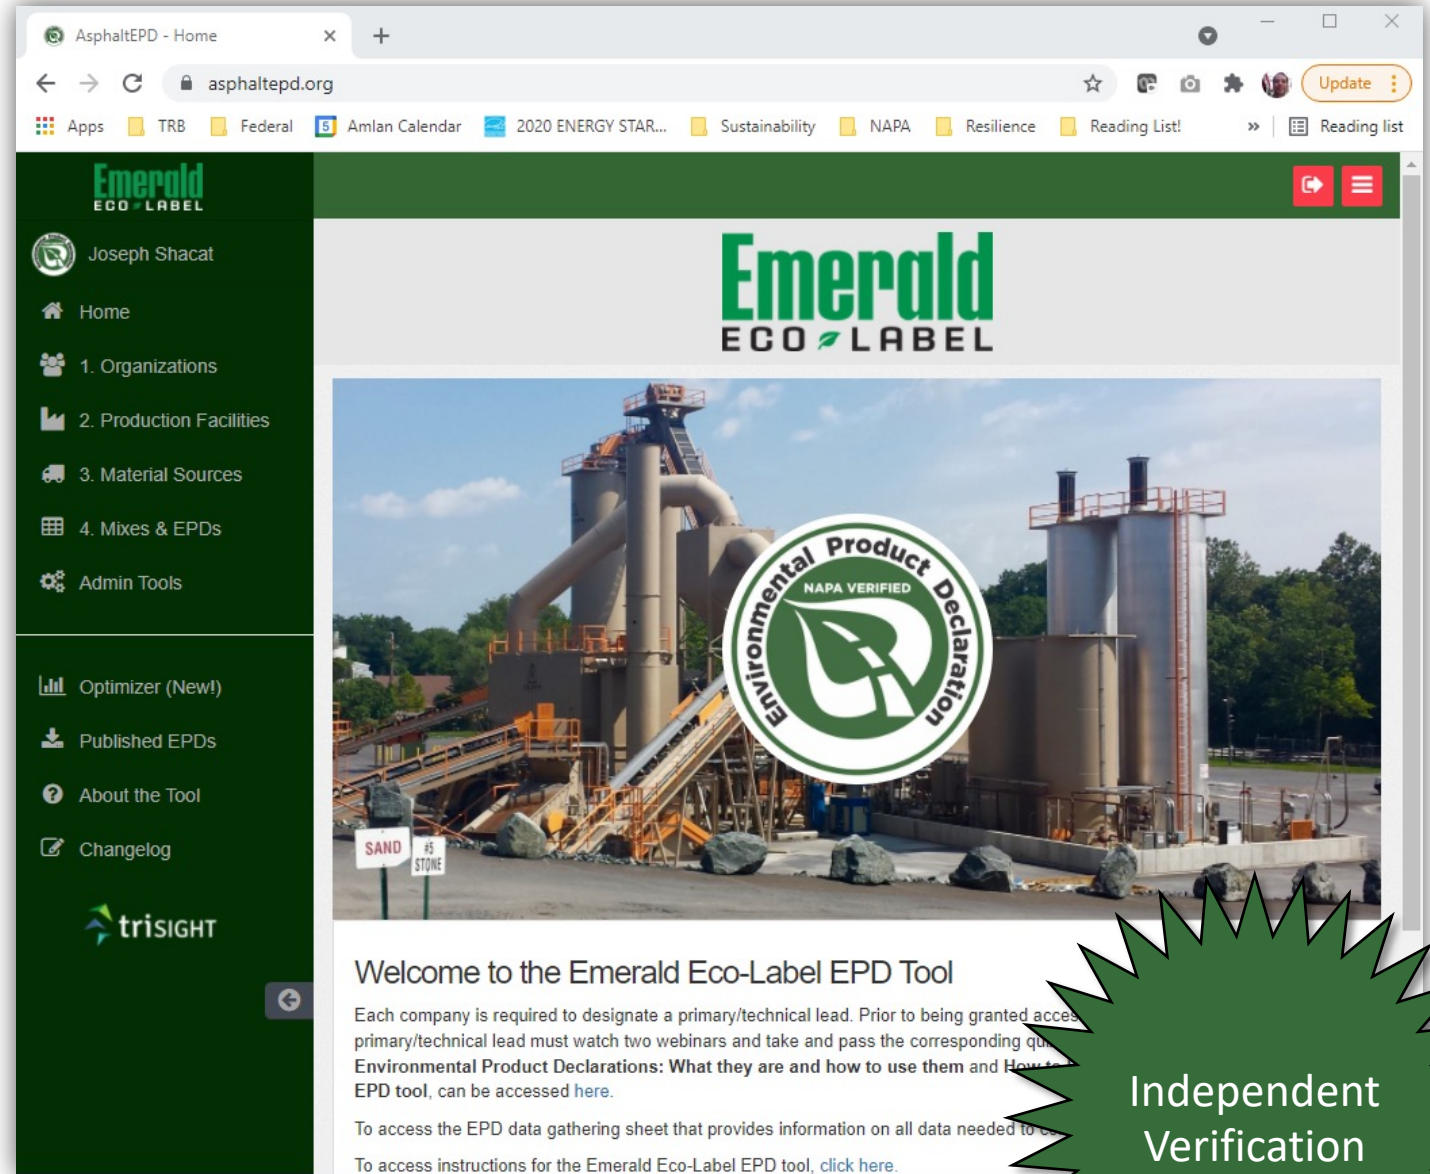 AsphaltEPD - Home
asphaltepd.org
Update
Apps TRB Federal 5 Amlan Calendar 2020 ENERGY STAR... Sustainability NAPA Resilience Reading List! » Reading list
Emerald
ECO LABEL
Joseph Shacat
Home
1. Organizations
2. Production Facilities
3. Material Sources
4. Mixes & EPDs
Admin Tools
Optimizer (New!)
Published EPDs
About the Tool
Changelog
trisight
Emerald
ECO LABEL
Environmental Product Declaration
NAPA VERIFIED
SAND
#5
STONE
Welcome to the Emerald Eco-Label EPD Tool
Each company is required to designate a primary/technical lead. Prior to being granted
primary/technical lead must watch two webinars and take and pass the corresponding
Environmental Product Declarations: What they are and how to use them and How
EPD tool, can be accessed here.
To access the EPD data gathering sheet that provides information on all data needed to
To access instructions for the Emerald Eco-Label EPD tool, click here.
Independent
Verification